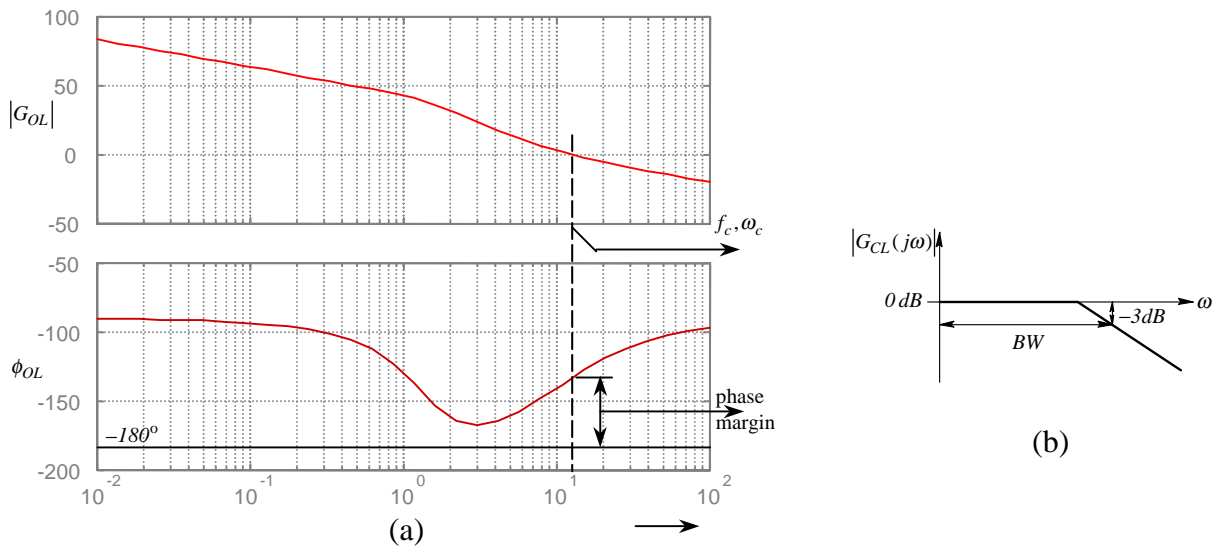 100
50
|G_OL|
0
-50
f_c, ω_c
-50
-100
ϕ_OL
-150
phase
margin
−180°
-200
10^-2
10^-1
10^0
10^1
10^2
(a)
|G_CL(jω)|
0 dB
ω
−3dB
BW
(b)